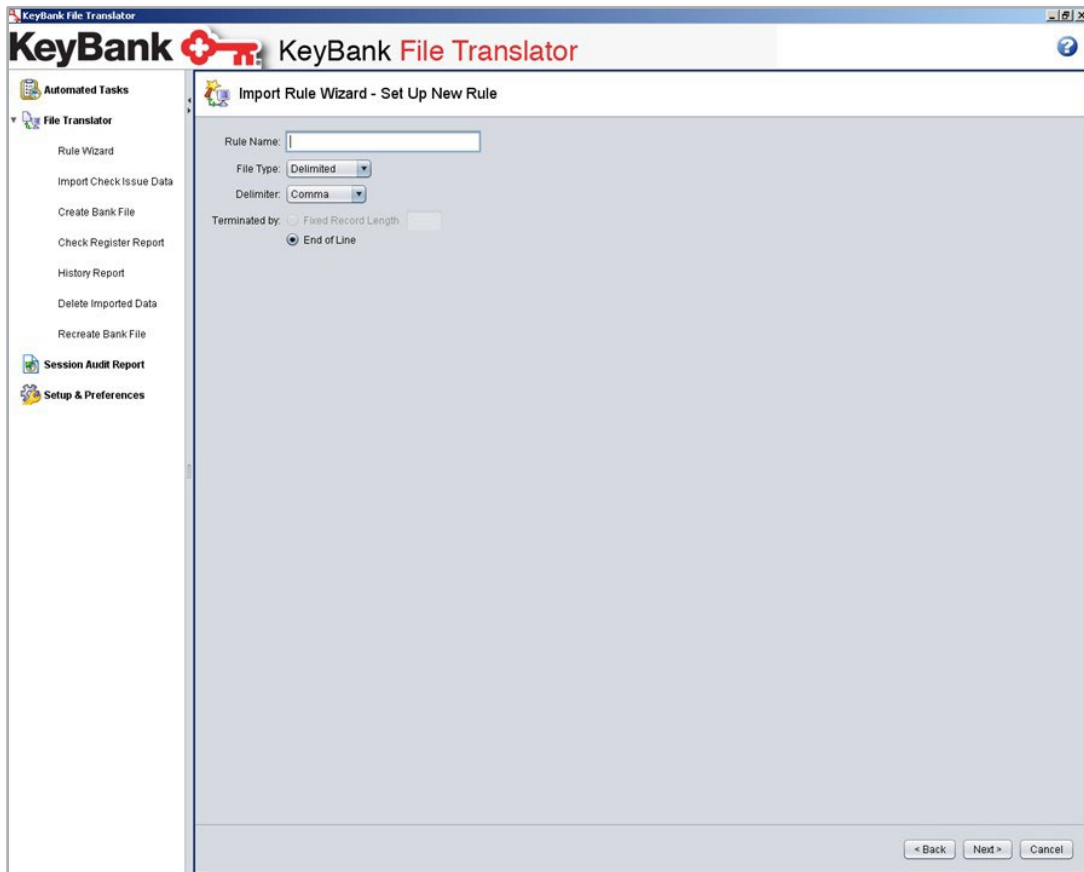 KeyBank File Translator
KeyBank KeyBank File Translator
Automated Tasks
File Translator
Rule Wizard
Import Check Issue Data
Create Bank File
Check Register Report
History Report
Delete Imported Data
Recreate Bank File
Session Audit Report
Setup & Preferences
Import Rule Wizard - Set Up New Rule
Rule Name:
File Type: Delimited
Delimiter: Comma
Terminated by: Fixed Record Length
End of Line
< Back Next > Cancel